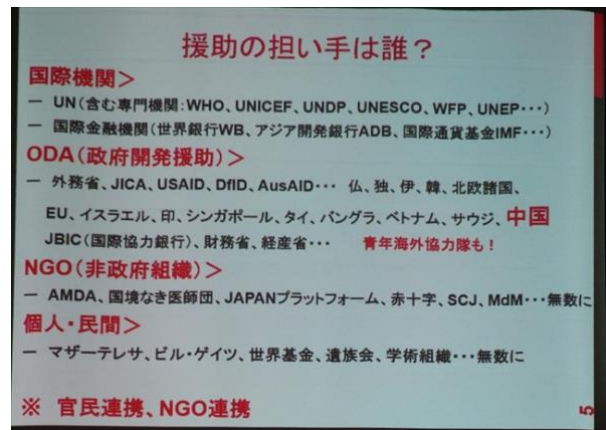 援助の担い手は誰？
国際機関＞
－ UN（含む専門機関：WHO、UNICEF、UNDP、UNESCO、WFP、UNEP・・・）
－ 国際金融機関（世界銀行WB、アジア開発銀行ADB、国際通貨基金IMF・・・）
ODA（政府開発援助）＞
－ 外務省、JICA、USAID、DfID、AusAID・・・ 仏、独、伊、韓、北欧諸国、
EU、イスラエル、印、シンガポール、タイ、バングラ、ベトナム、サウジ、中国
JBIC（国際協力銀行）、財務省、経産省・・・ 青年海外協力隊も！
NGO（非政府組織）＞
－ AMDA、国境なき医師団、JAPANプラットフォーム、赤十字、SCJ、MdM・・・無数に
個人・民間＞
－ マザーテレサ、ビル・ゲイツ、世界基金、遺族会、学術組織・・・無数に
※ 官民連携、NGO連携
5